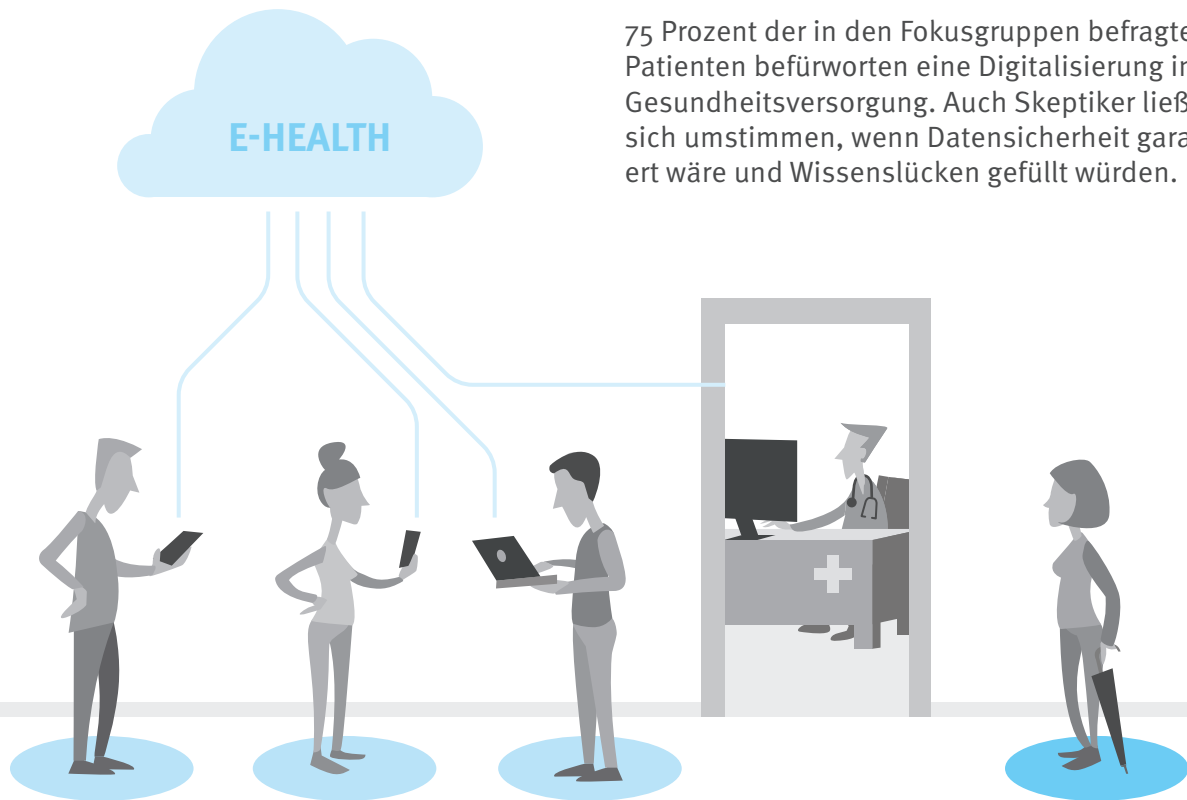 E-HEALTH
75 Prozent der in den Fokusgruppen befragte
Patienten befürworten eine Digitalisierung in
Gesundheitsversorgung. Auch Skeptiker ließ
sich umstimmen, wenn Datensicherheit gara
ert wäre und Wissenslücken gefüllt würden.